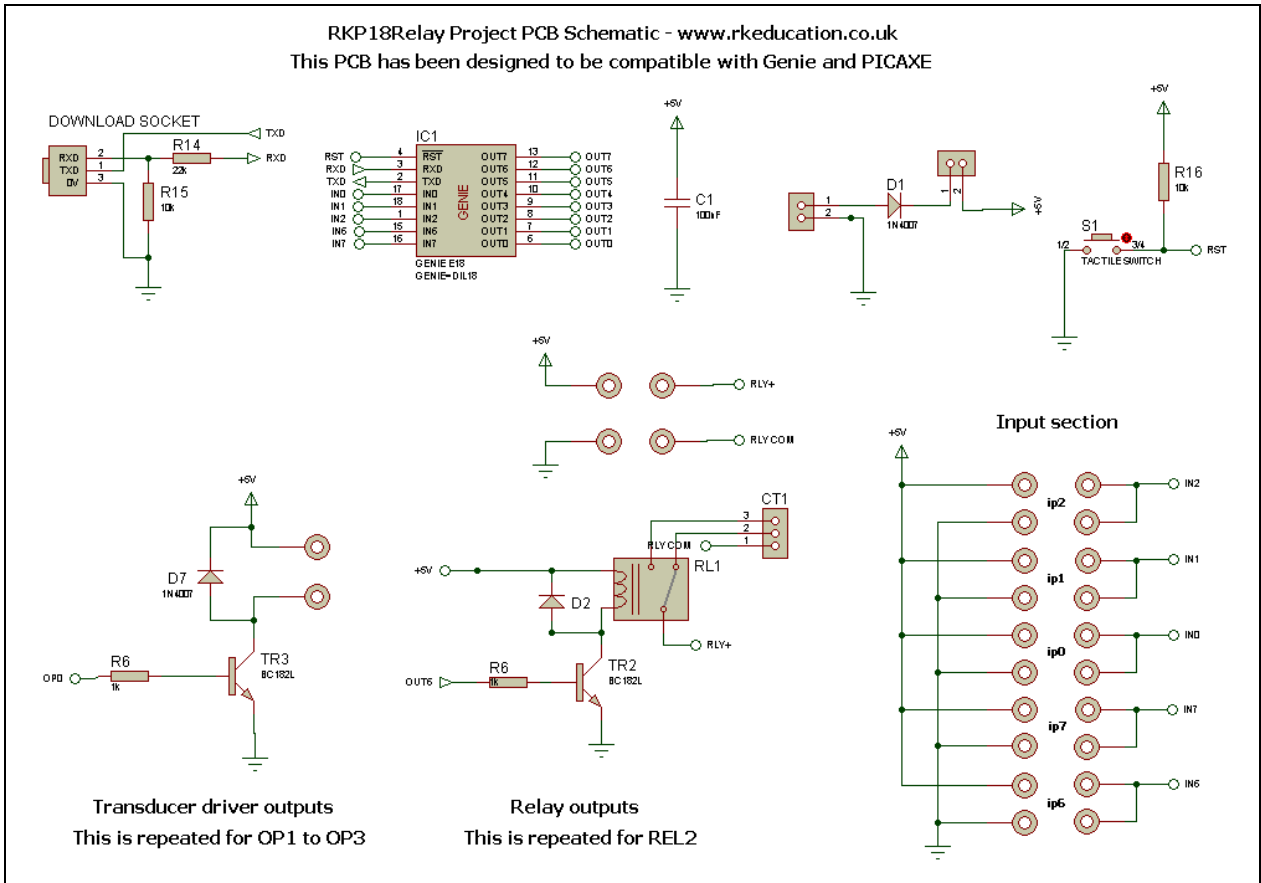 RKP18Relay Project PCB Schematic - www.rkeducation.co.uk
This PCB has been designed to be compatible with Genie and PICAXE
DOWNLOAD SOCKET
RXD 2
TXD 1
0V 3
TXD
R14
22k
RXD
R15
10k
IC1
RST 4 RST OUT7 13 OUT7
RXD 3 RXD OUT6 12 OUT6
TXD 2 TXD OUT5 11 OUT5
IN0 17 IN0 OUT4 10 OUT4
IN1 18 IN1 OUT3 9 OUT3
IN2 1 IN2 OUT2 8 OUT2
IN6 15 IN6 OUT1 7 OUT1
IN7 16 IN7 OUT0 6 OUT0
GENIE
GENIE E18
GENIE-DIL18
+5V
C1
100nF
1
2
D1
1N4007
1
2
+5V
+5V
R16
10k
S1
1/2
3/4
TACTILE SWITCH
RST
+5V
RLY+
RLYCOM
Input section
+5V
ip2
IN2
ip1
IN1
ip0
IN0
ip7
IN7
ip6
IN6
+5V
D7
1N4007
OP0
R6
1k
TR3
BC182L
Transducer driver outputs
This is repeated for OP1 to OP3
CT1
3
2
1
RLYCOM
RL1
+5V
D2
RLY+
OUT6
R6
1k
TR2
BC182L
Relay outputs
This is repeated for REL2